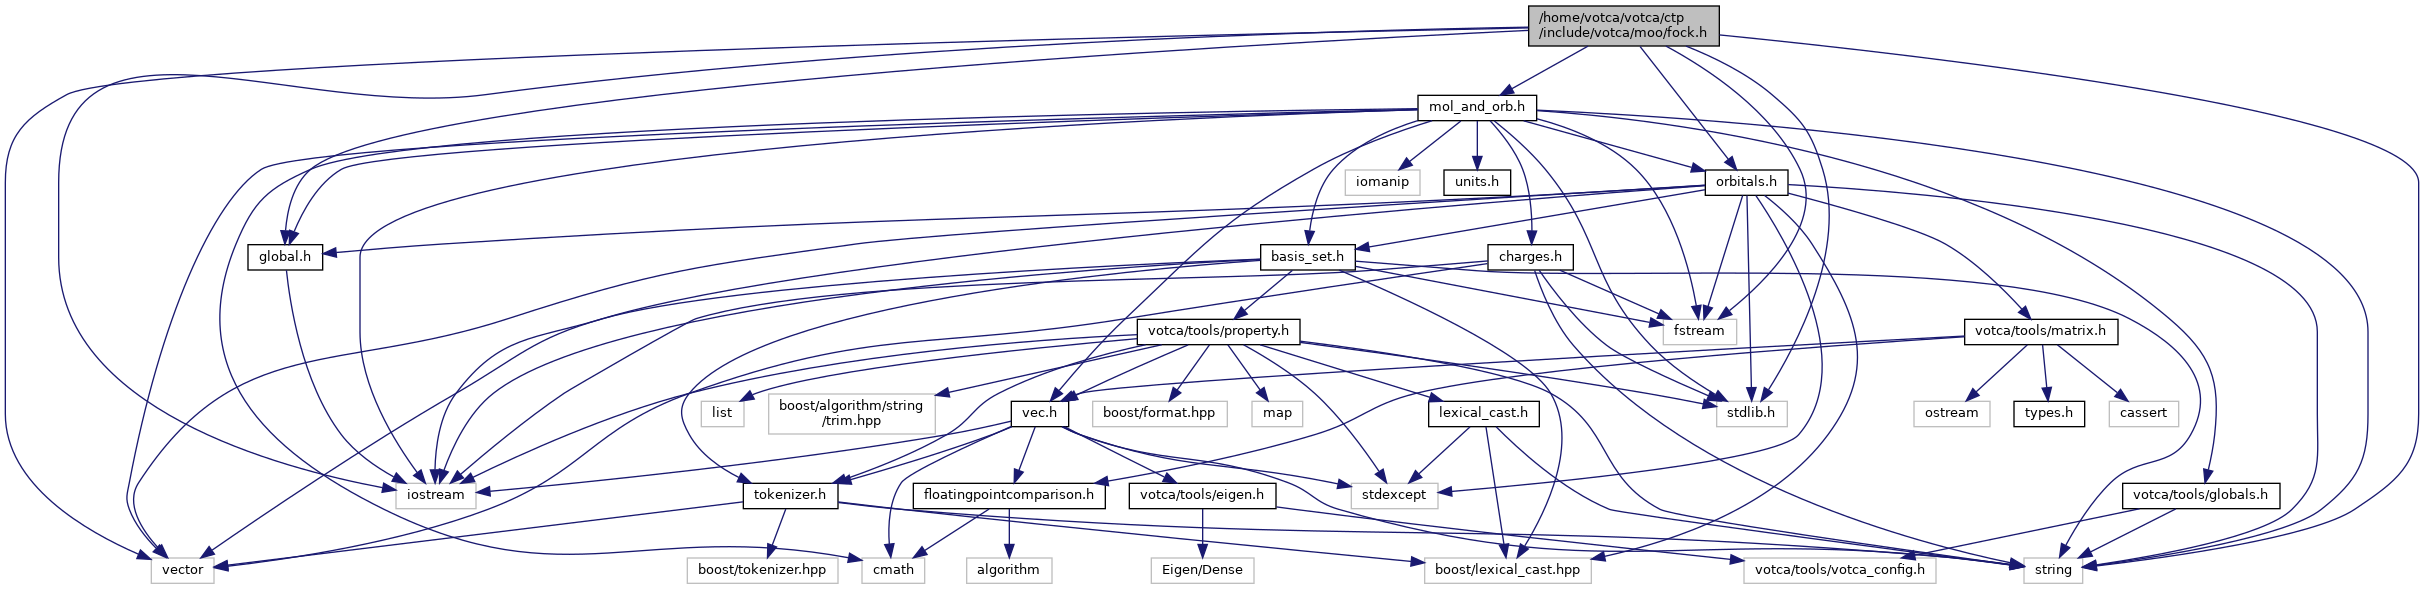 /home/votca/votca/ctp
/include/votca/moo/fock.h
mol_and_orb.h
iomanip
units.h
orbitals.h
global.h
basis_set.h
charges.h
votca/tools/property.h
fstream
votca/tools/matrix.h
list
boost/algorithm/string
/trim.hpp
vec.h
boost/format.hpp
map
lexical_cast.h
stdlib.h
ostream
types.h
cassert
iostream
tokenizer.h
floatingpointcomparison.h
votca/tools/eigen.h
stdexcept
votca/tools/globals.h
vector
boost/tokenizer.hpp
cmath
algorithm
Eigen/Dense
boost/lexical_cast.hpp
votca/tools/votca_config.h
string